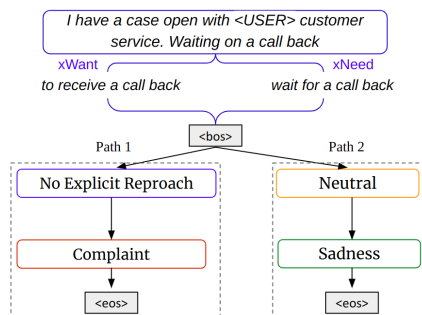 I have a case open with <USER> customer
service. Waiting on a call back
xWant
xNeed
to receive a call back
wait for a call back
<bos>
Path 1
Path 2
No Explicit Reproach
Neutral
Complaint
Sadness
<eos>
<eos>